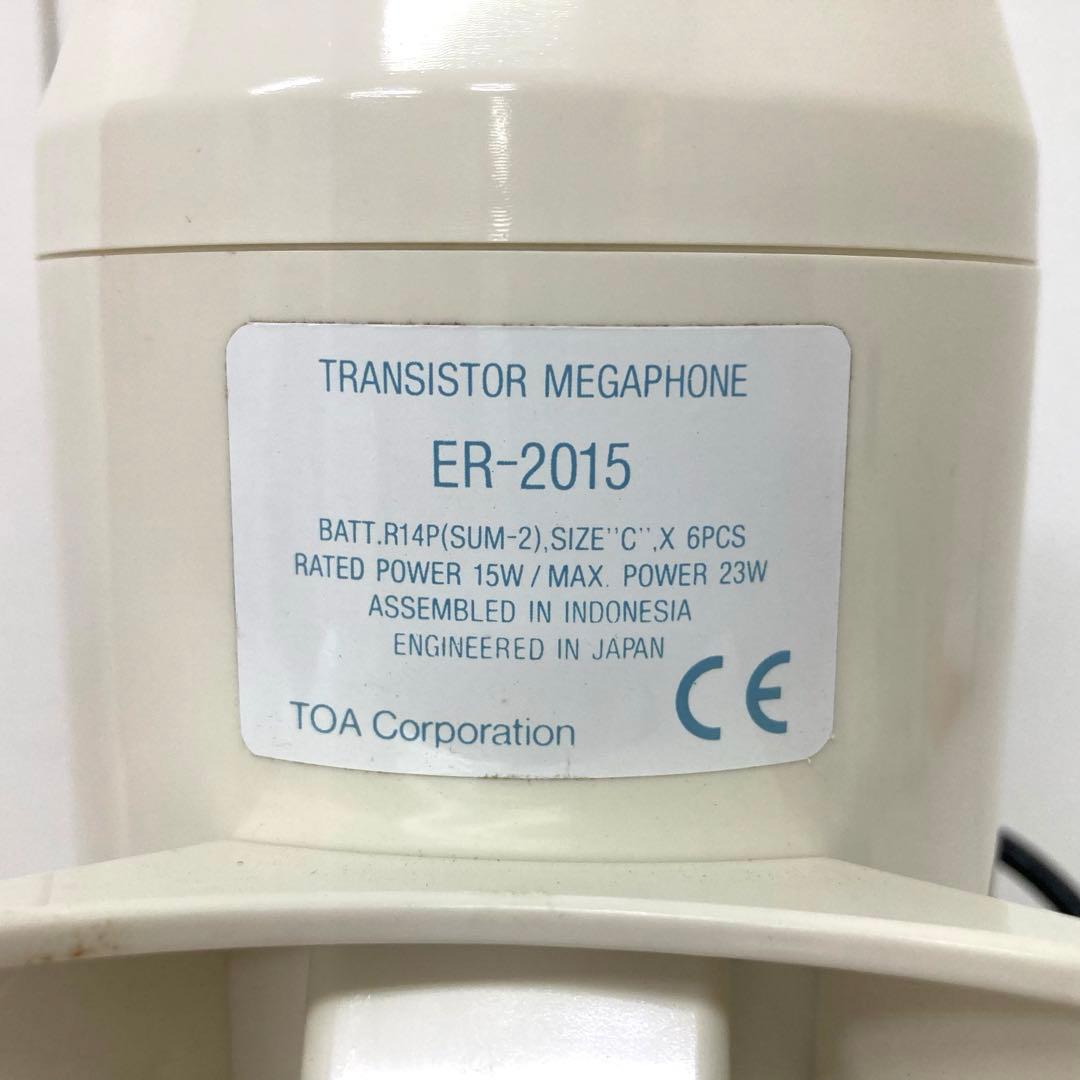 TRANSISTOR MEGAPHONE
ER-2015
BATT.R14P(SUM-2),SIZE''C'',X 6PCS
RATED POWER 15W / MAX. POWER 23W
ASSEMBLED IN INDONESIA
ENGINEERED IN JAPAN
TOA Corporation
CE